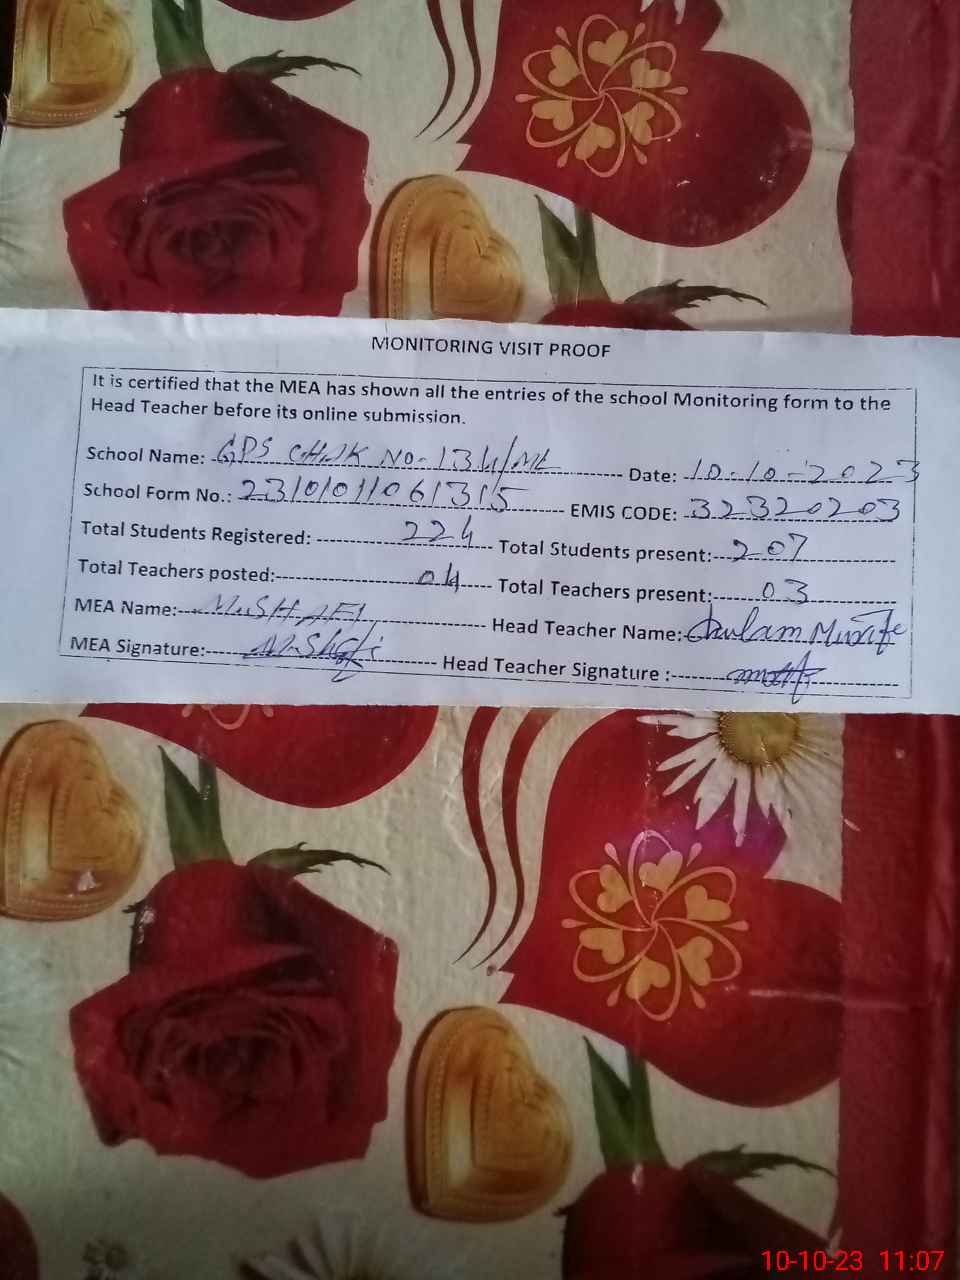 MONITORING VISIT PROOF
It is certified that the MEA has shown all the entries of the school Monitoring form to the
Head Teacher before its online submission.
School Name: GPS CHAK NO-134/ML Date: 10-10-2023
School Form No.: 23101011061315 EMIS CODE: 32320203
Total Students Registered: 224 Total Students present: 207
Total Teachers posted: 04 Total Teachers present: 03
MEA Name: M.SHAFI Head Teacher Name: Ghulam
MEA Signature: M.Shafi Head Teacher Signature :
10-10-23 11:07